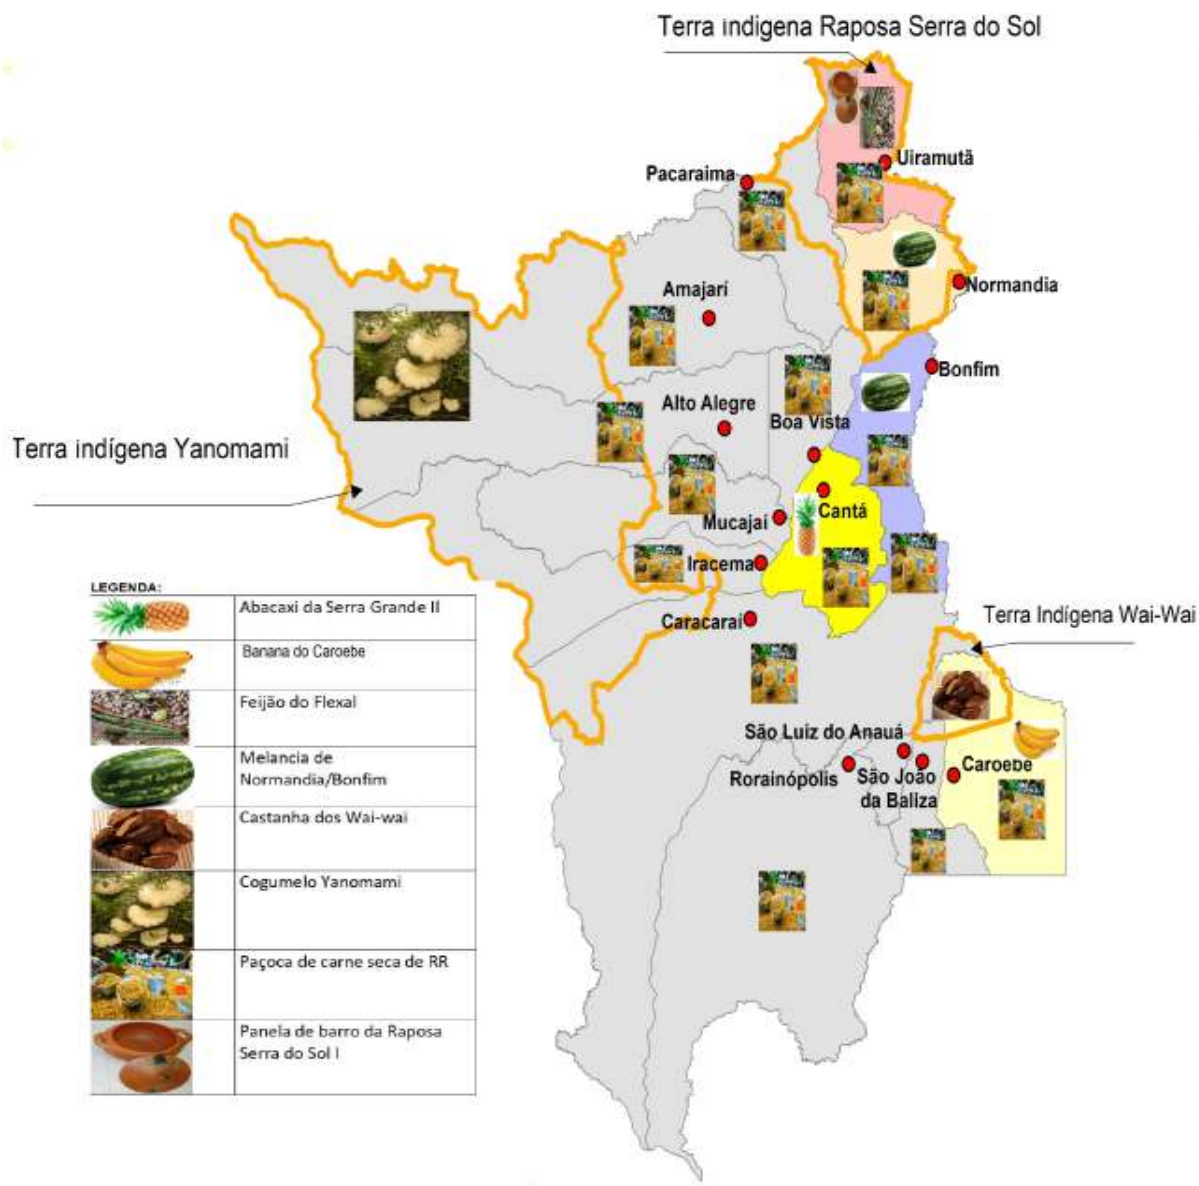 Terra indigena Raposa Serra do Sol
Uiramutã
Pacaraima
Normandia
Amajarí
Bonfim
Alto Alegre
Boa Vista
Terra indígena Yanomami
Cantá
Mucajaí
Iracema
Caracaraí
Terra Indígena Wai-Wai
São Luiz do Anauá
Rorainópolis
São João
da Baliza
Caroebe
LEGENDA:
Abacaxi da Serra Grande II
Banana do Caroebe
Feijão do Flexal
Melancia de
Normandia/Bonfim
Castanha dos Wai-wai
Cogumelo Yanomami
Paçoca de carne seca de RR
Panela de barro da Raposa
Serra do Sol I